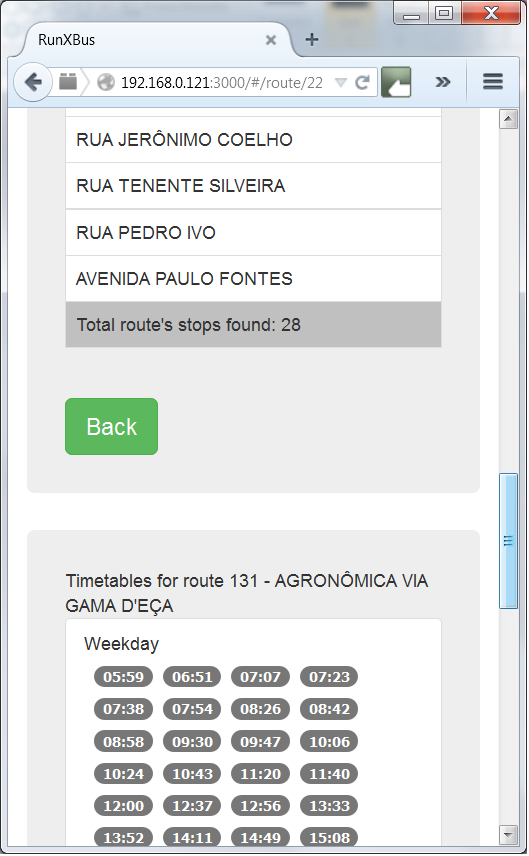 RunXBus
192.168.0.121:3000/#/route/22
RUA JERÔNIMO COELHO
RUA TENENTE SILVEIRA
RUA PEDRO IVO
AVENIDA PAULO FONTES
Total route's stops found: 28
Back
Timetables for route 131 - AGRONÔMICA VIA
GAMA D'EÇA
Weekday
05:59 06:51 07:07 07:23
07:38 07:54 08:26 08:42
08:58 09:30 09:47 10:06
10:24 10:43 11:20 11:40
12:00 12:37 12:56 13:33
13:52 14:11 14:49 15:08